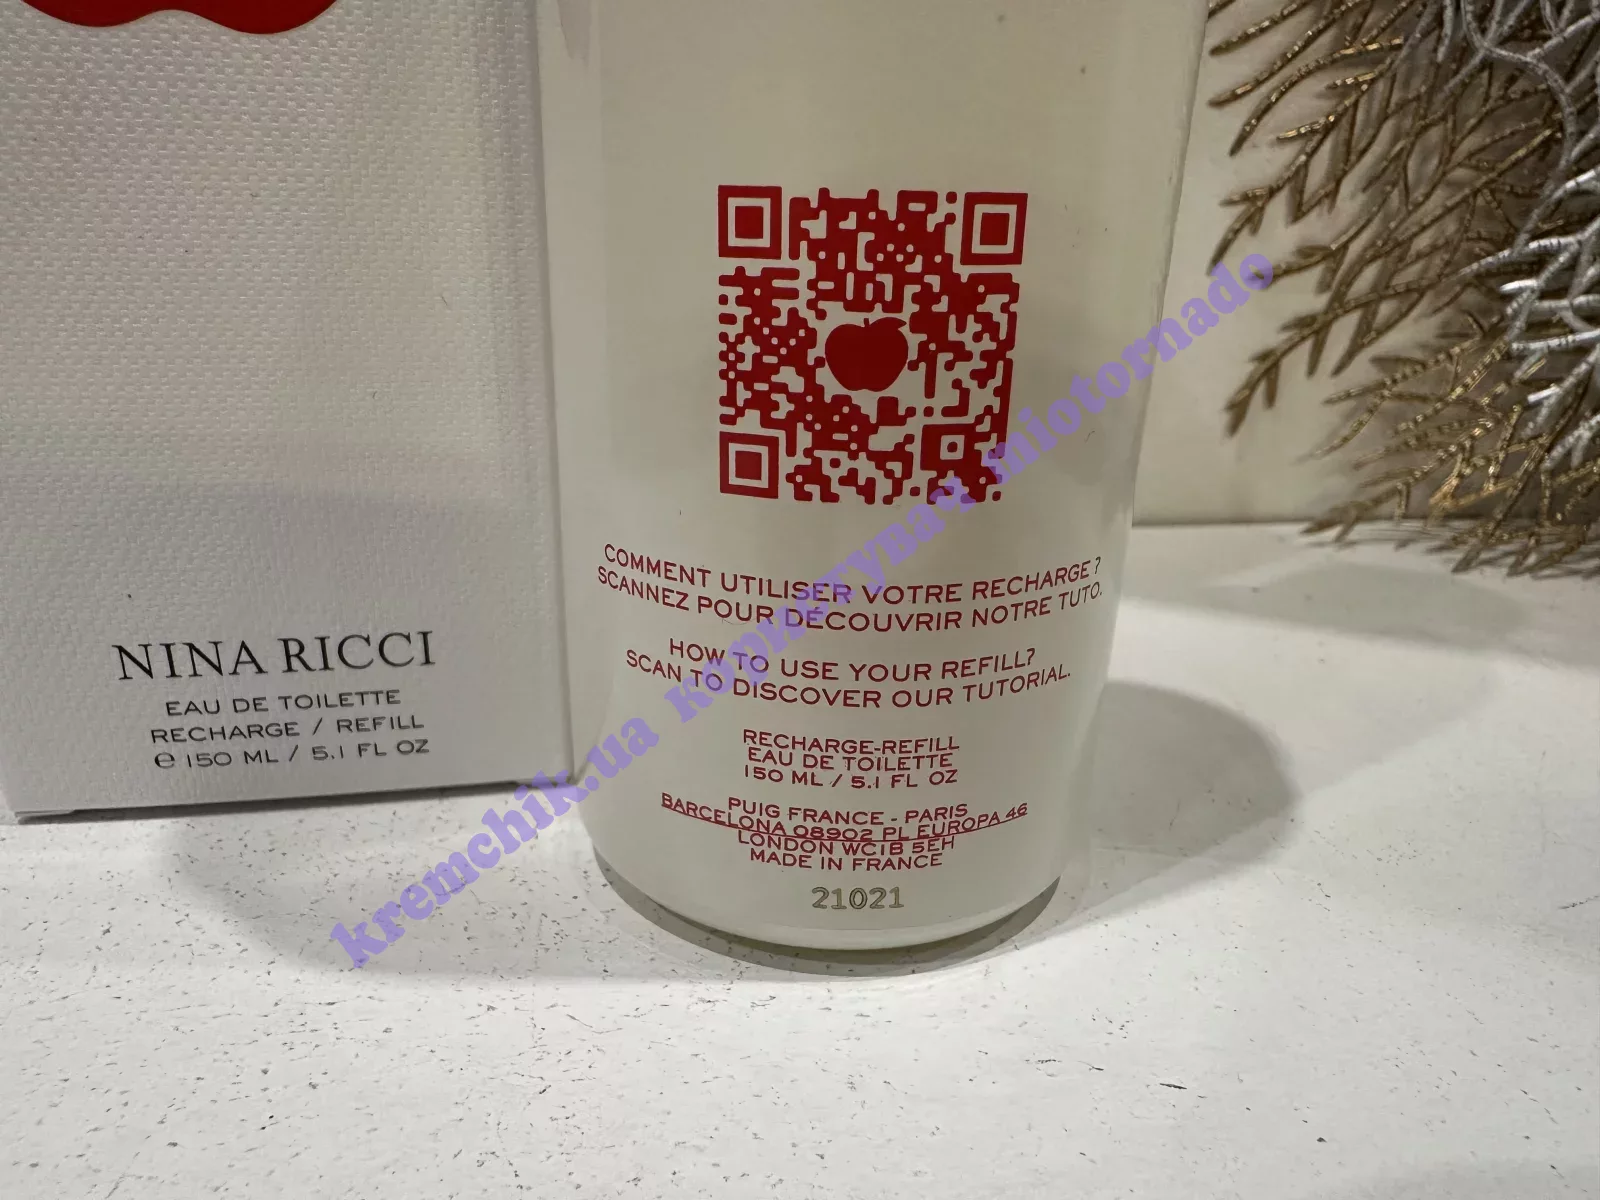 NINA RICCI
EAU DE TOILETTE
RECHARGE / REFILL
℮ 150 ML / 5.1 FL OZ
COMMENT UTILISER VOTRE RECHARGE ?
SCANNEZ POUR DÉCOUVRIR NOTRE TUTO.
HOW TO USE YOUR REFILL?
SCAN TO DISCOVER OUR TUTORIAL.
RECHARGE-REFILL
EAU DE TOILETTE
150 ML / 5.1 FL OZ
PUIG FRANCE - PARIS
BARCELONA 08902 PL EUROPA 46
LONDON WC1B 5EH
MADE IN FRANCE
21021
kremchik.ua користувач miotornado